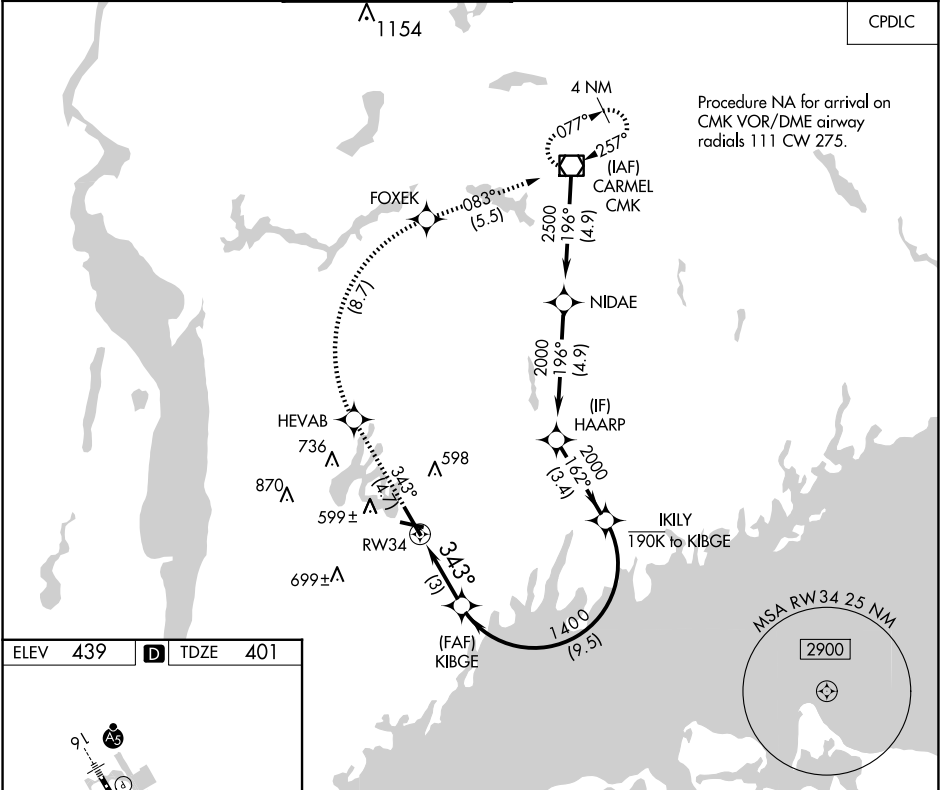 1154
CPDLC
4 NM
077°
257°
Procedure NA for arrival on
CMK VOR/DME airway
radials 111 CW 275.
(IAF)
CARMEL
CMK
FOXEK
083°
(5.5)
2500
196°
(4.9)
(8.7)
NIDAE
2000
196°
(4.9)
(IF)
HAARP
HEVAB
736
598
870
343°
(4.7)
599±
2000
162°
(3.4)
IKILY
190K to KIBGE
RW34
343°
(3)
699±
1400
(9.5)
(FAF)
KIBGE
MSA RW34 25 NM
2900
ELEV 439 D TDZE 401
16
A5
P